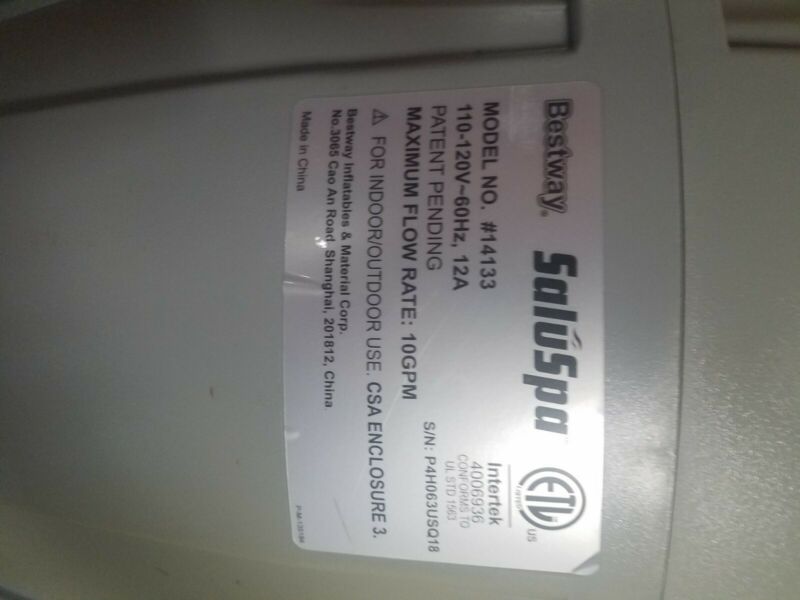 Bestway® SalūSpa™
MODEL NO. #14133
110-120V~60Hz, 12A
PATENT PENDING
MAXIMUM FLOW RATE: 10GPM
⚠ FOR INDOOR/OUTDOOR USE. CSA ENCLOSURE 3.
Bestway Inflatables & Material Corp.
No.3065 Cao An Road, Shanghai, 201812, China.
Made in China
ETL
US
Intertek
4006936
CONFORMS TO
UL STD 1563
S/N: P4H063USQ18